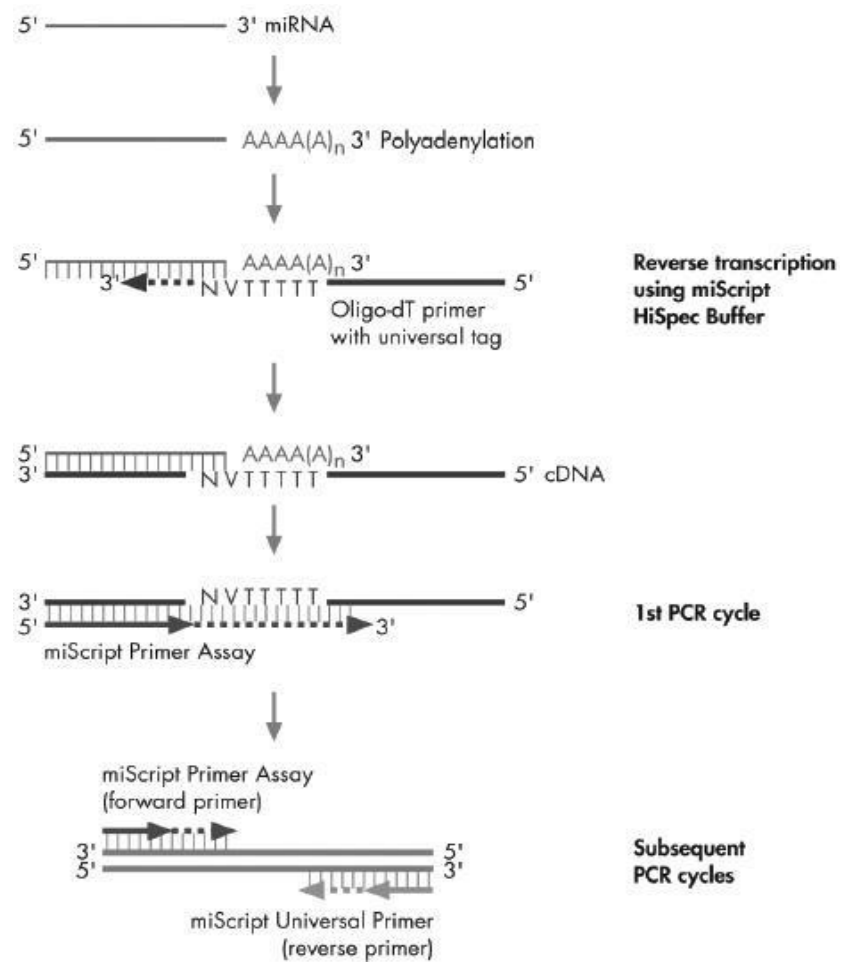 5' 3' miRNA
5' AAAA(A)n 3' Polyadenylation
5' AAAA(A)n 3'
3' N V T T T T T 5'
Oligo-dT primer
with universal tag
Reverse transcription
using miScript
HiSpec Buffer
5' AAAA(A)n 3'
3' N V T T T T T 5' cDNA
3' N V T T T T T 5'
5' 3'
miScript Primer Assay
1st PCR cycle
miScript Primer Assay
(forward primer)
3' 5'
5' 3'
miScript Universal Primer
(reverse primer)
Subsequent
PCR cycles